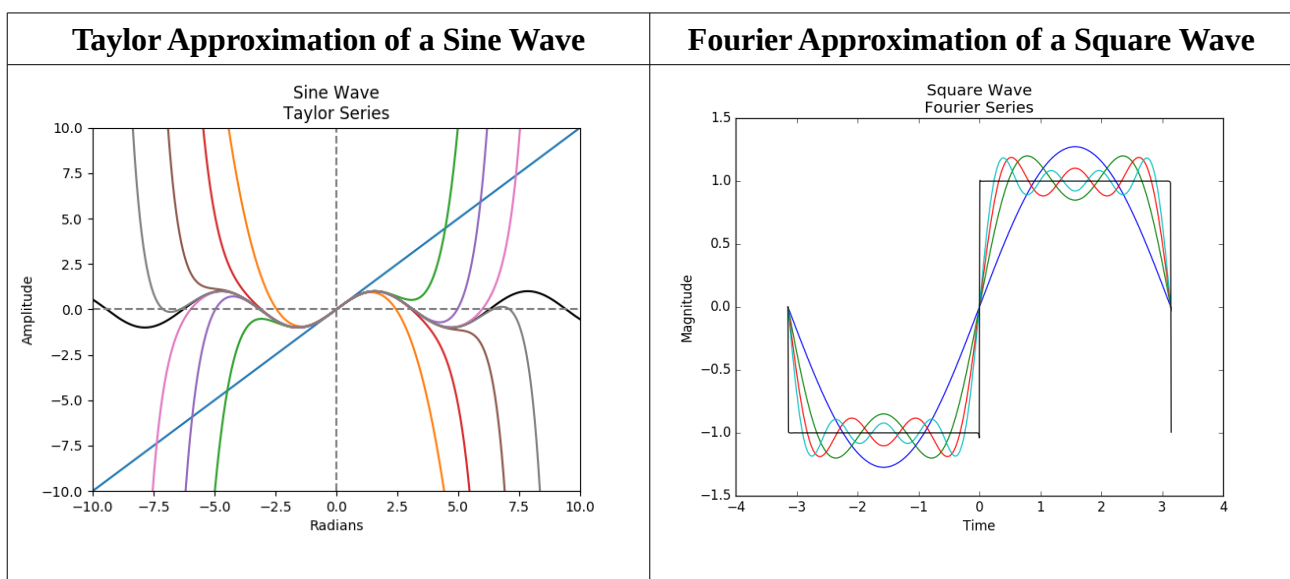 Taylor Approximation of a Sine Wave
Fourier Approximation of a Square Wave
Sine Wave
Taylor Series
10.0
7.5
5.0
2.5
0.0
−2.5
−5.0
−7.5
−10.0
Amplitude
−10.0 −7.5 −5.0 −2.5 0.0 2.5 5.0 7.5 10.0
Radians
Square Wave
Fourier Series
1.5
1.0
0.5
0.0
−0.5
−1.0
−1.5
Magnitude
−4 −3 −2 −1 0 1 2 3 4
Time